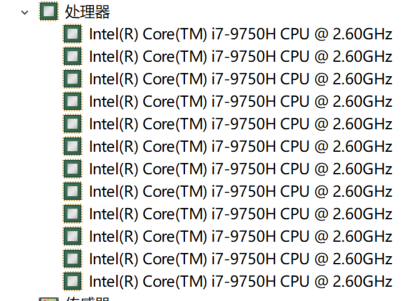 处理器
Intel(R) Core(TM) i7-9750H CPU @ 2.60GHz
Intel(R) Core(TM) i7-9750H CPU @ 2.60GHz
Intel(R) Core(TM) i7-9750H CPU @ 2.60GHz
Intel(R) Core(TM) i7-9750H CPU @ 2.60GHz
Intel(R) Core(TM) i7-9750H CPU @ 2.60GHz
Intel(R) Core(TM) i7-9750H CPU @ 2.60GHz
Intel(R) Core(TM) i7-9750H CPU @ 2.60GHz
Intel(R) Core(TM) i7-9750H CPU @ 2.60GHz
Intel(R) Core(TM) i7-9750H CPU @ 2.60GHz
Intel(R) Core(TM) i7-9750H CPU @ 2.60GHz
Intel(R) Core(TM) i7-9750H CPU @ 2.60GHz
Intel(R) Core(TM) i7-9750H CPU @ 2.60GHz